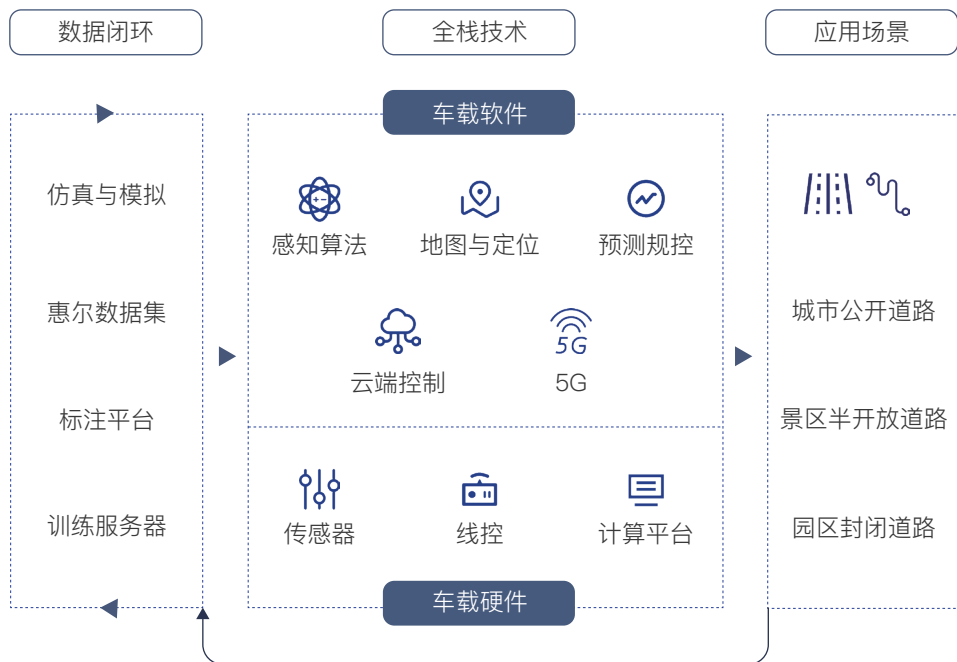 数据闭环
全栈技术
应用场景
仿真与模拟
惠尔数据集
标注平台
训练服务器
车载软件
感知算法
地图与定位
预测规控
云端控制
5G
5G
传感器
线控
计算平台
车载硬件
城市公开道路
景区半开放道路
园区封闭道路